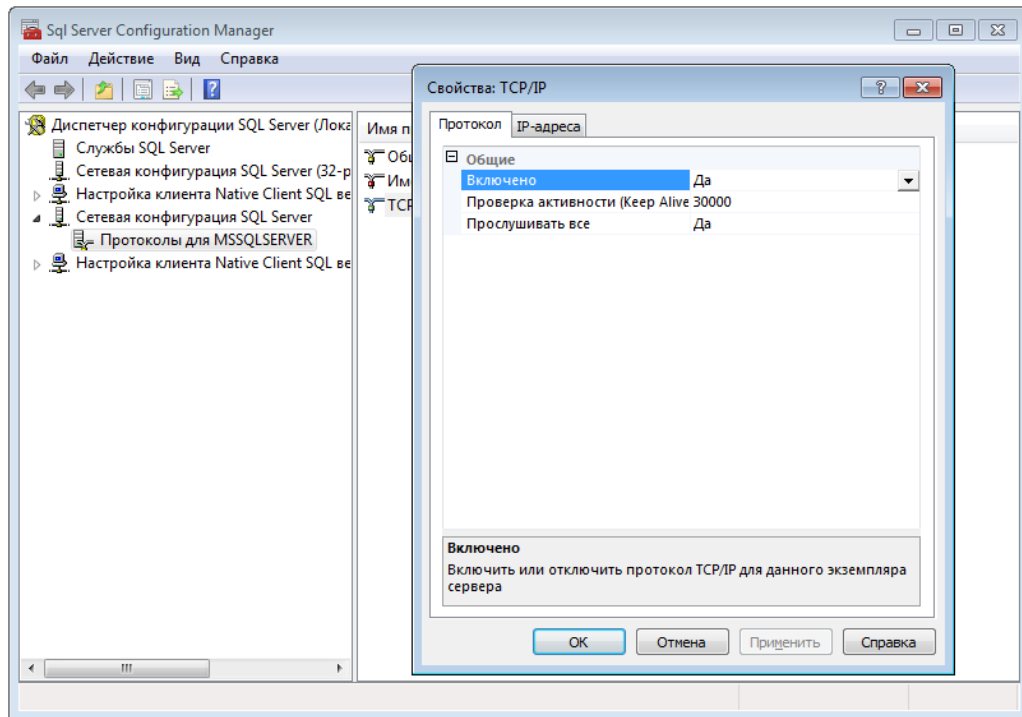 Sql Server Configuration Manager
Файл Действие Вид Справка
Диспетчер конфигурации SQL Server (Лока
Службы SQL Server
Сетевая конфигурация SQL Server (32-р
Настройка клиента Native Client SQL ве
Сетевая конфигурация SQL Server
Протоколы для MSSQLSERVER
Настройка клиента Native Client SQL ве
Имя п
Общ
Им
TCP
Свойства: TCP/IP
Протокол IP-адреса
Общие
Включено Да
Проверка активности (Keep Alive 30000
Прослушивать все Да
Включено
Включить или отключить протокол TCP/IP для данного экземпляра
сервера
OK Отмена Применить Справка